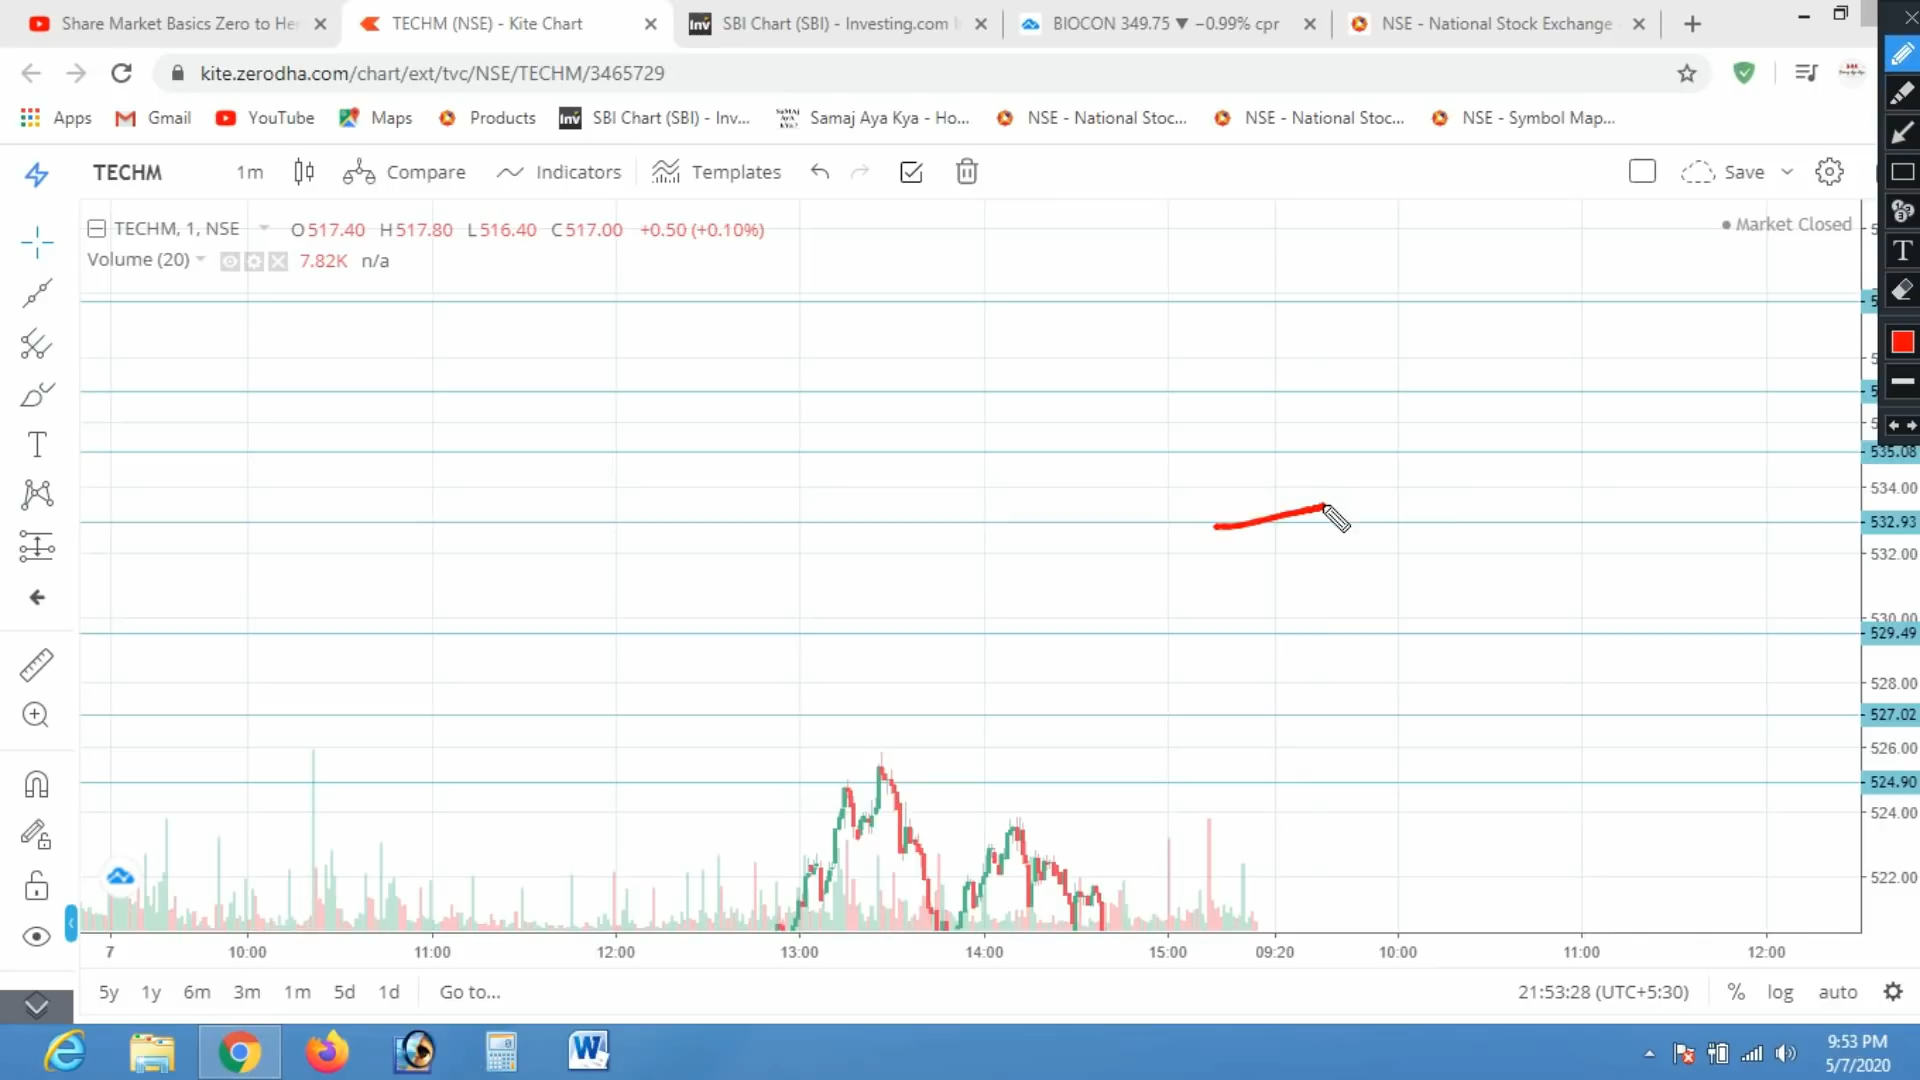 Share Market Basics Zero to He
TECHM (NSE) - Kite Chart
Inv SBI Chart (SBI) - Investing.com
BIOCON 349.75 ▼ −0.99% cpr
NSE - National Stock Exchange
kite.zerodha.com/chart/ext/tvc/NSE/TECHM/3465729
Apps
Gmail
YouTube
Maps
Products
Inv SBI Chart (SBI) - Inv...
Samaj Aya Kya - Ho...
NSE - National Stoc...
NSE - National Stoc...
NSE - Symbol Map...
TECHM
1m
Compare
Indicators
Templates
Save
TECHM, 1, NSE O517.40 H517.80 L516.40 C517.00 +0.50 (+0.10%)
Market Closed
Volume (20) 7.82K n/a
T
T
535.08
534.00
532.93
532.00
530.00
529.49
528.00
527.02
526.00
524.90
524.00
522.00
7 10:00 11:00 12:00 13:00 14:00 15:00 09:20 10:00 11:00 12:00
5y 1y 6m 3m 1m 5d 1d Go to...
21:53:28 (UTC+5:30) % log auto
9:53 PM
5/7/2020